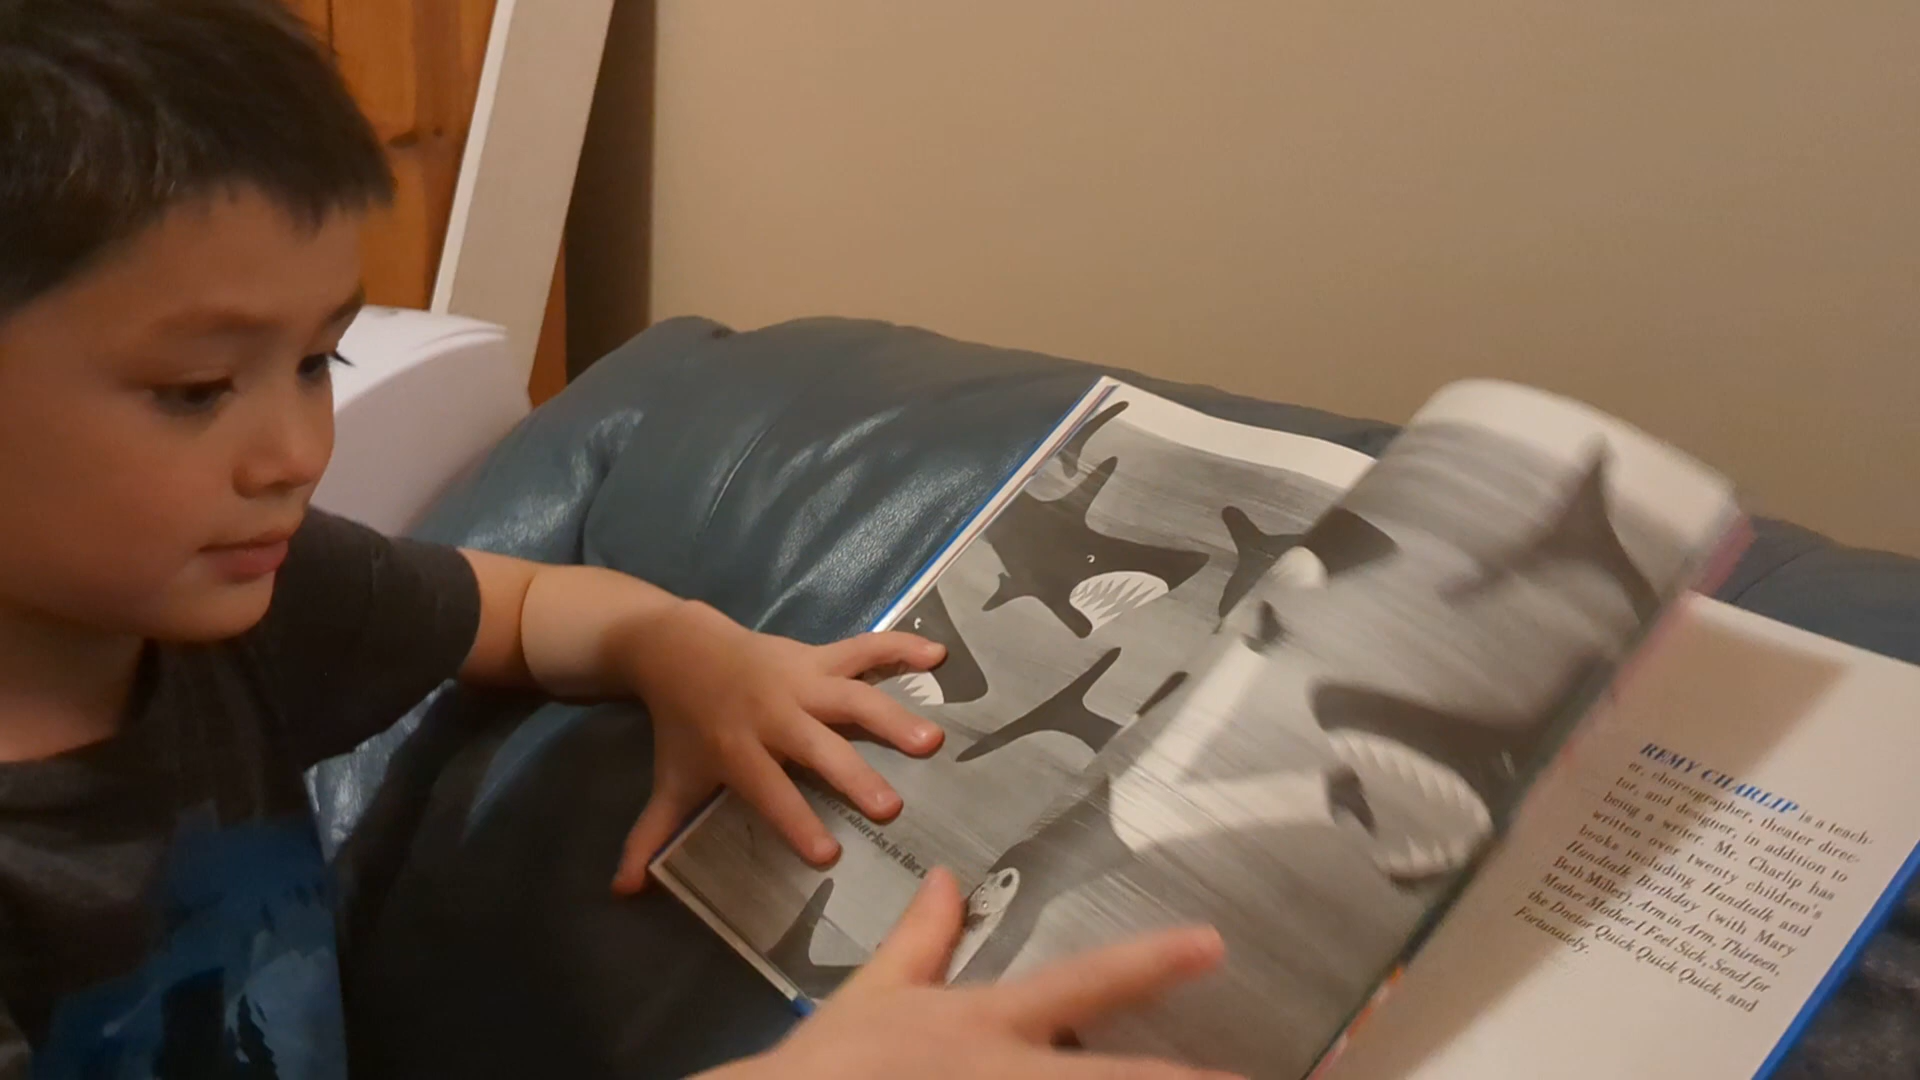 were sharks in the
REMY CHARLIP is a teach-
er, choreographer, theater direc-
tor, and designer, in addition to
being a writer. Mr. Charlip has
written over twenty children's
books including Handtalk and
Handtalk Birthday (with Mary
Beth Miller), Arm in Arm, Thirteen,
Mother Mother I Feel Sick, Send for
the Doctor Quick Quick Quick, and
Fortunately.